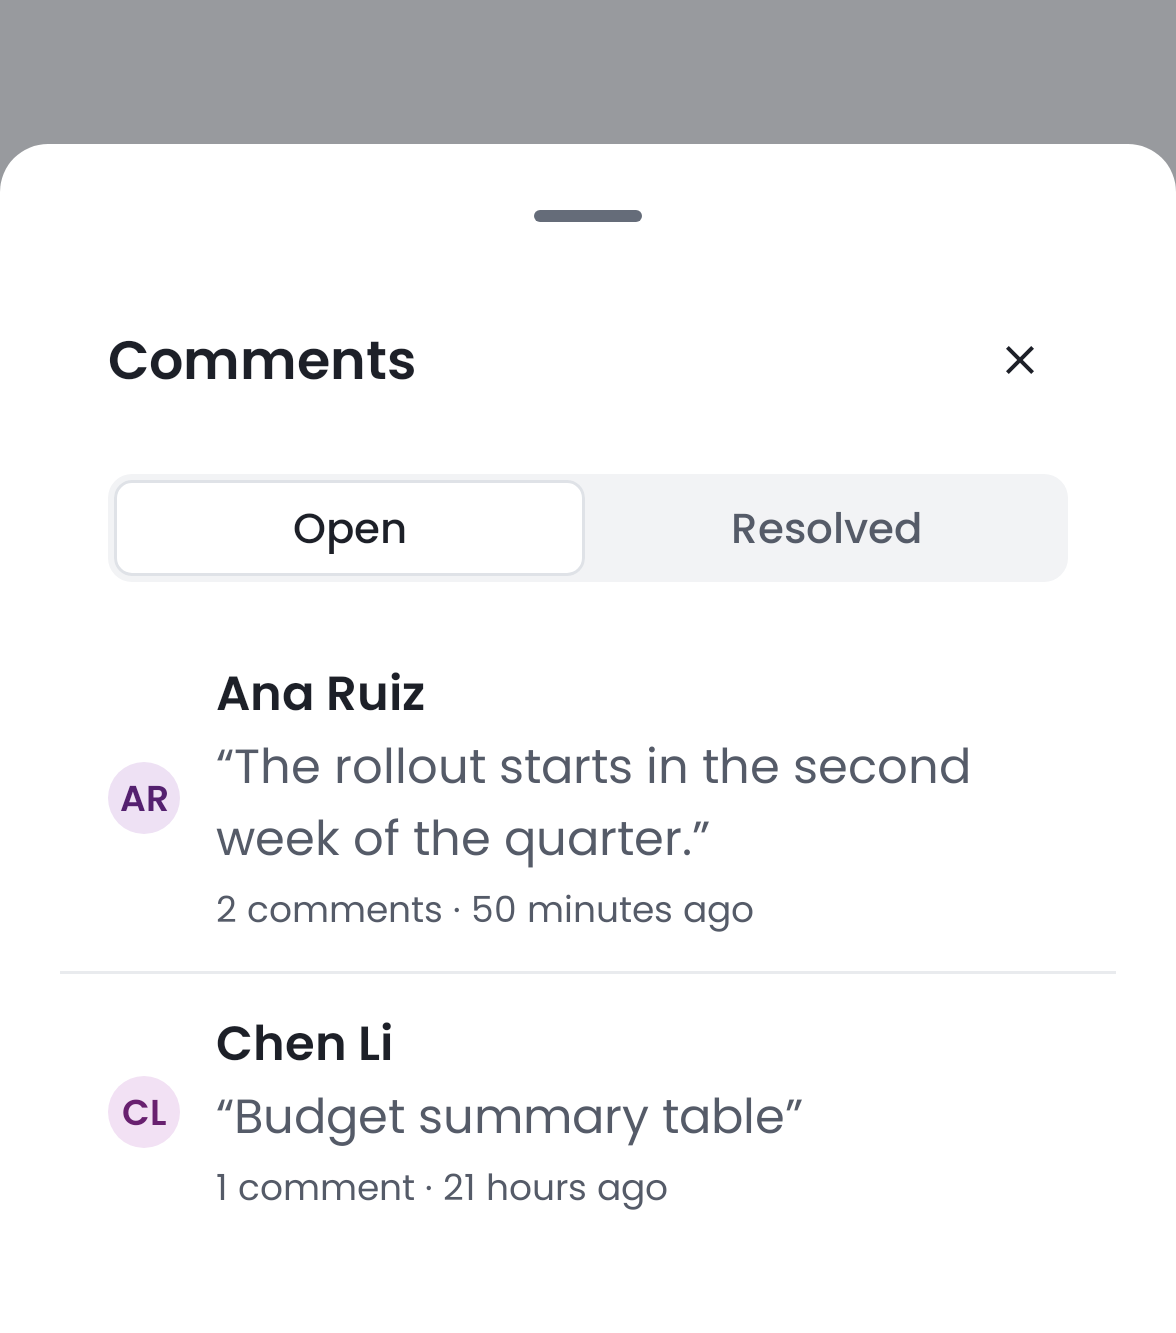 Comments
Open
Resolved
Ana Ruiz
“The rollout starts in the second
week of the quarter.”
AR
2 comments · 50 minutes ago
Chen Li
CL
“Budget summary table”
1 comment · 21 hours ago